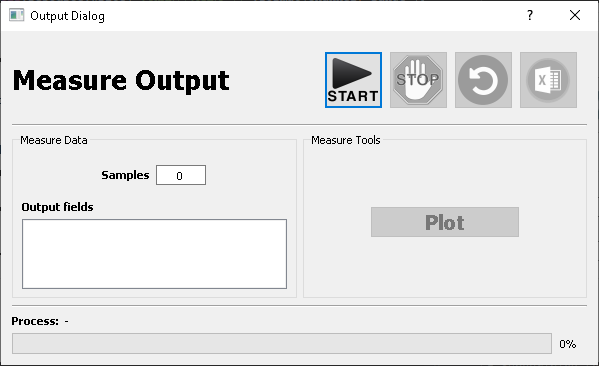 Output Dialog
?
Measure Output
START
STOP
X
Measure Data
Measure Tools
Samples 0
Output fields
Plot
Process: -
0%